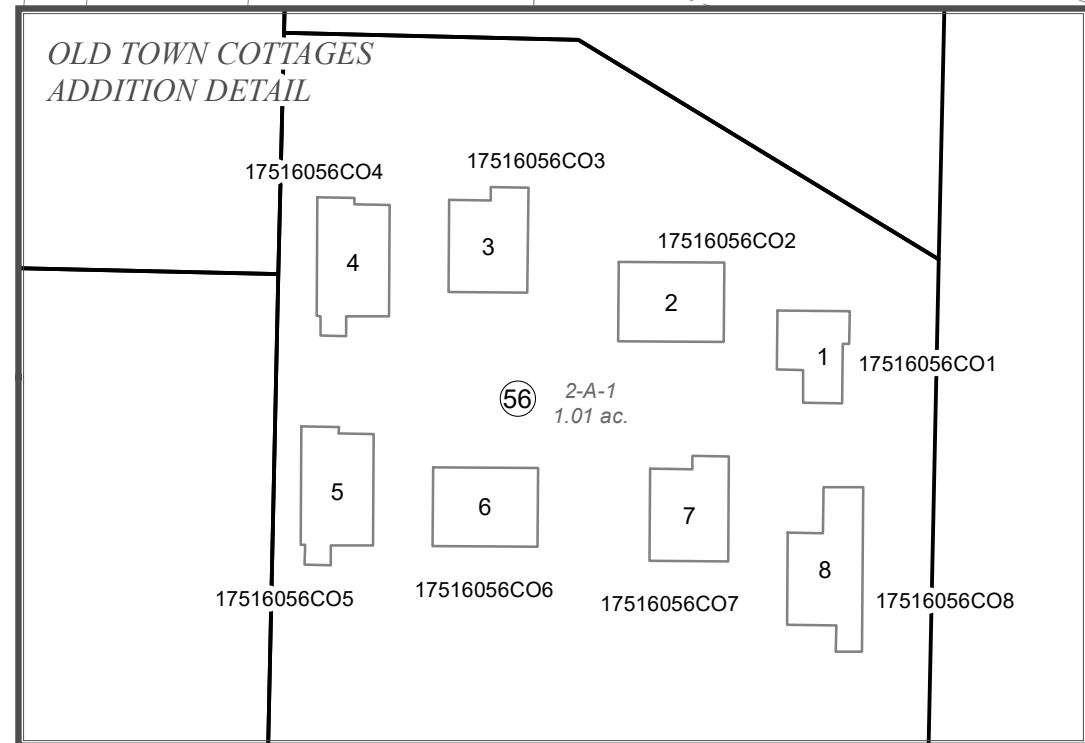 OLD TOWN COTTAGES
ADDITION DETAIL
17516056CO4
17516056CO3
17516056CO2
4
3
2
1
17516056CO1
56
2-A-1
1.01 ac.
5
6
7
8
17516056CO5
17516056CO6
17516056CO7
17516056CO8